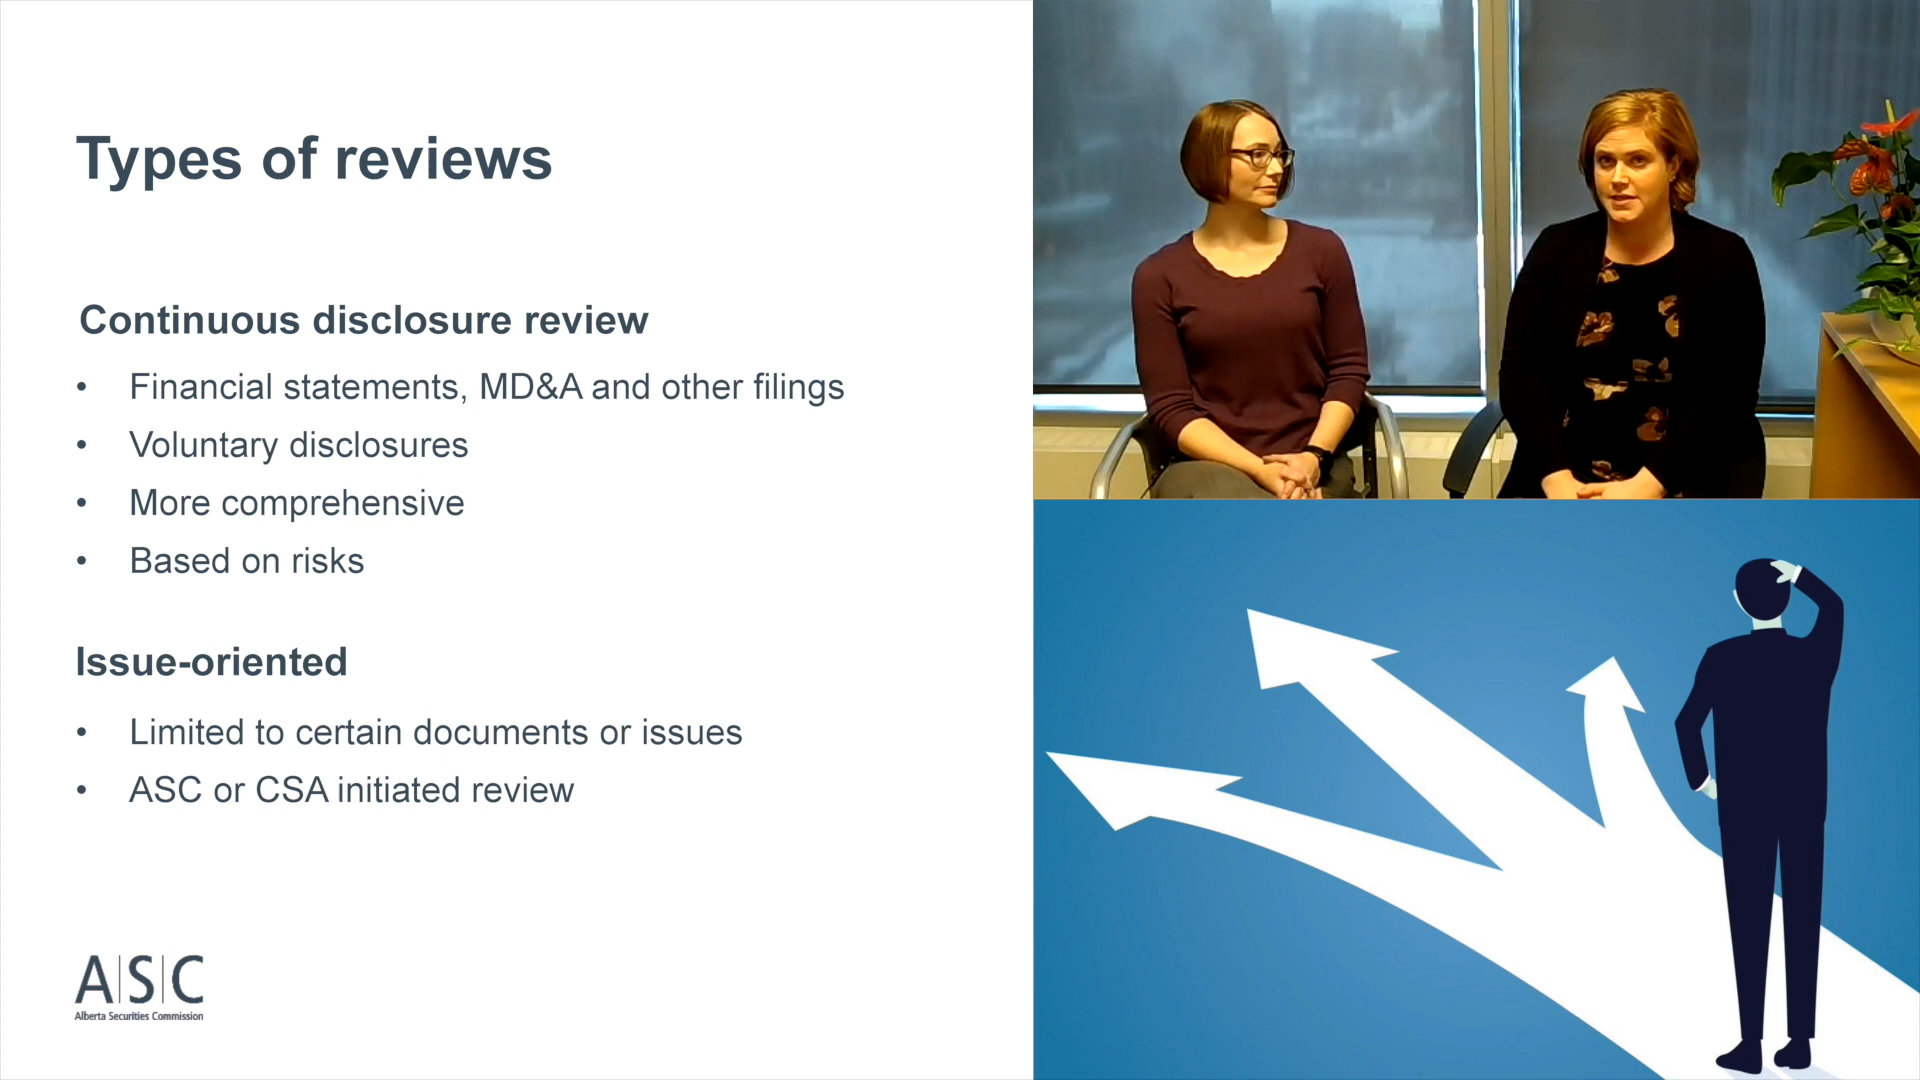 Types of reviews
Continuous disclosure review
• Financial statements, MD&A and other filings
• Voluntary disclosures
• More comprehensive
• Based on risks
Issue-oriented
• Limited to certain documents or issues
• ASC or CSA initiated review
A|S|C
Alberta Securities Commission